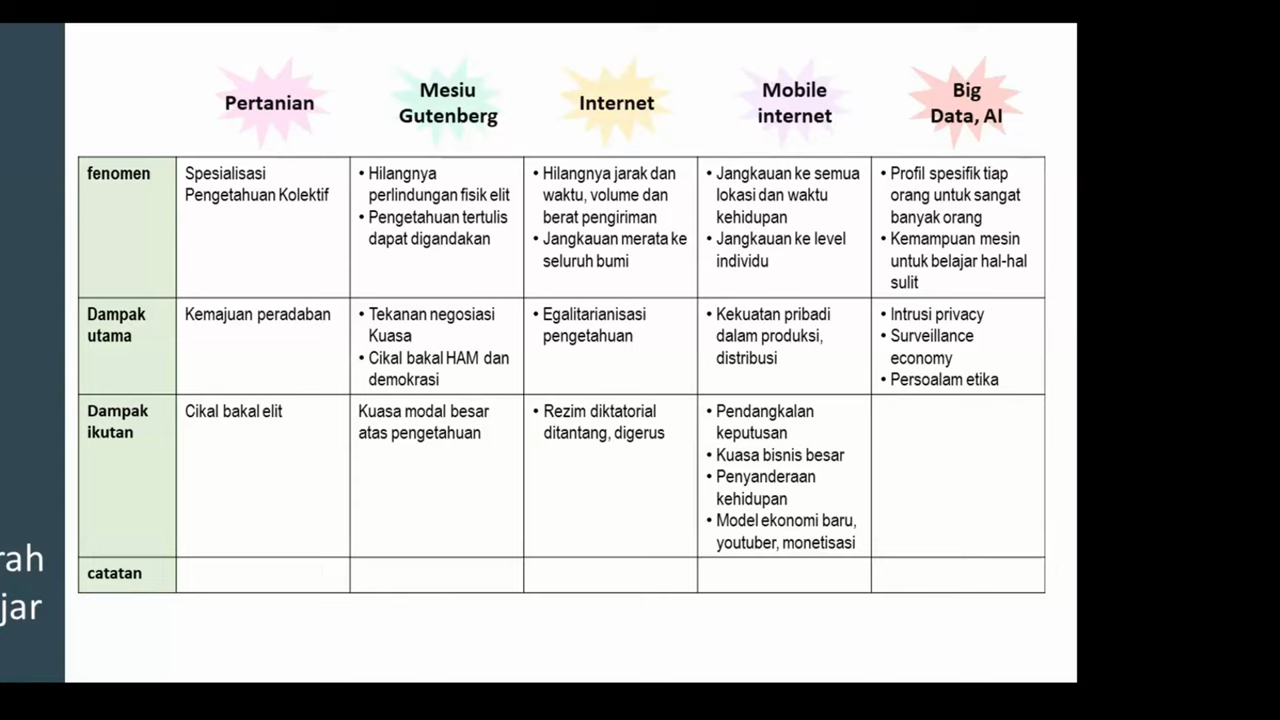 Pertanian
Mesiu
Gutenberg
Internet
Mobile
internet
Big
Data, AI
fenomen
Spesialisasi
Pengetahuan Kolektif
• Hilangnya
perlindungan fisik elit
• Pengetahuan tertulis
dapat digandakan
• Hilangnya jarak dan
waktu, volume dan
berat pengiriman
• Jangkauan merata ke
seluruh bumi
• Jangkauan ke semua
lokasi dan waktu
kehidupan
• Jangkauan ke level
individu
• Profil spesifik tiap
orang untuk sangat
banyak orang
• Kemampuan mesin
untuk belajar hal-hal
sulit
Dampak
utama
Kemajuan peradaban
• Tekanan negosiasi
Kuasa
• Cikal bakal HAM dan
demokrasi
• Egalitarianisasi
pengetahuan
• Kekuatan pribadi
dalam produksi,
distribusi
• Intrusi privacy
• Surveillance
economy
• Persoalam etika
Dampak
ikutan
Cikal bakal elit
Kuasa modal besar
atas pengetahuan
• Rezim diktatorial
ditantang, digerus
• Pendangkalan
keputusan
• Kuasa bisnis besar
• Penyanderaan
kehidupan
• Model ekonomi baru,
youtuber, monetisasi
catatan
rah
jar